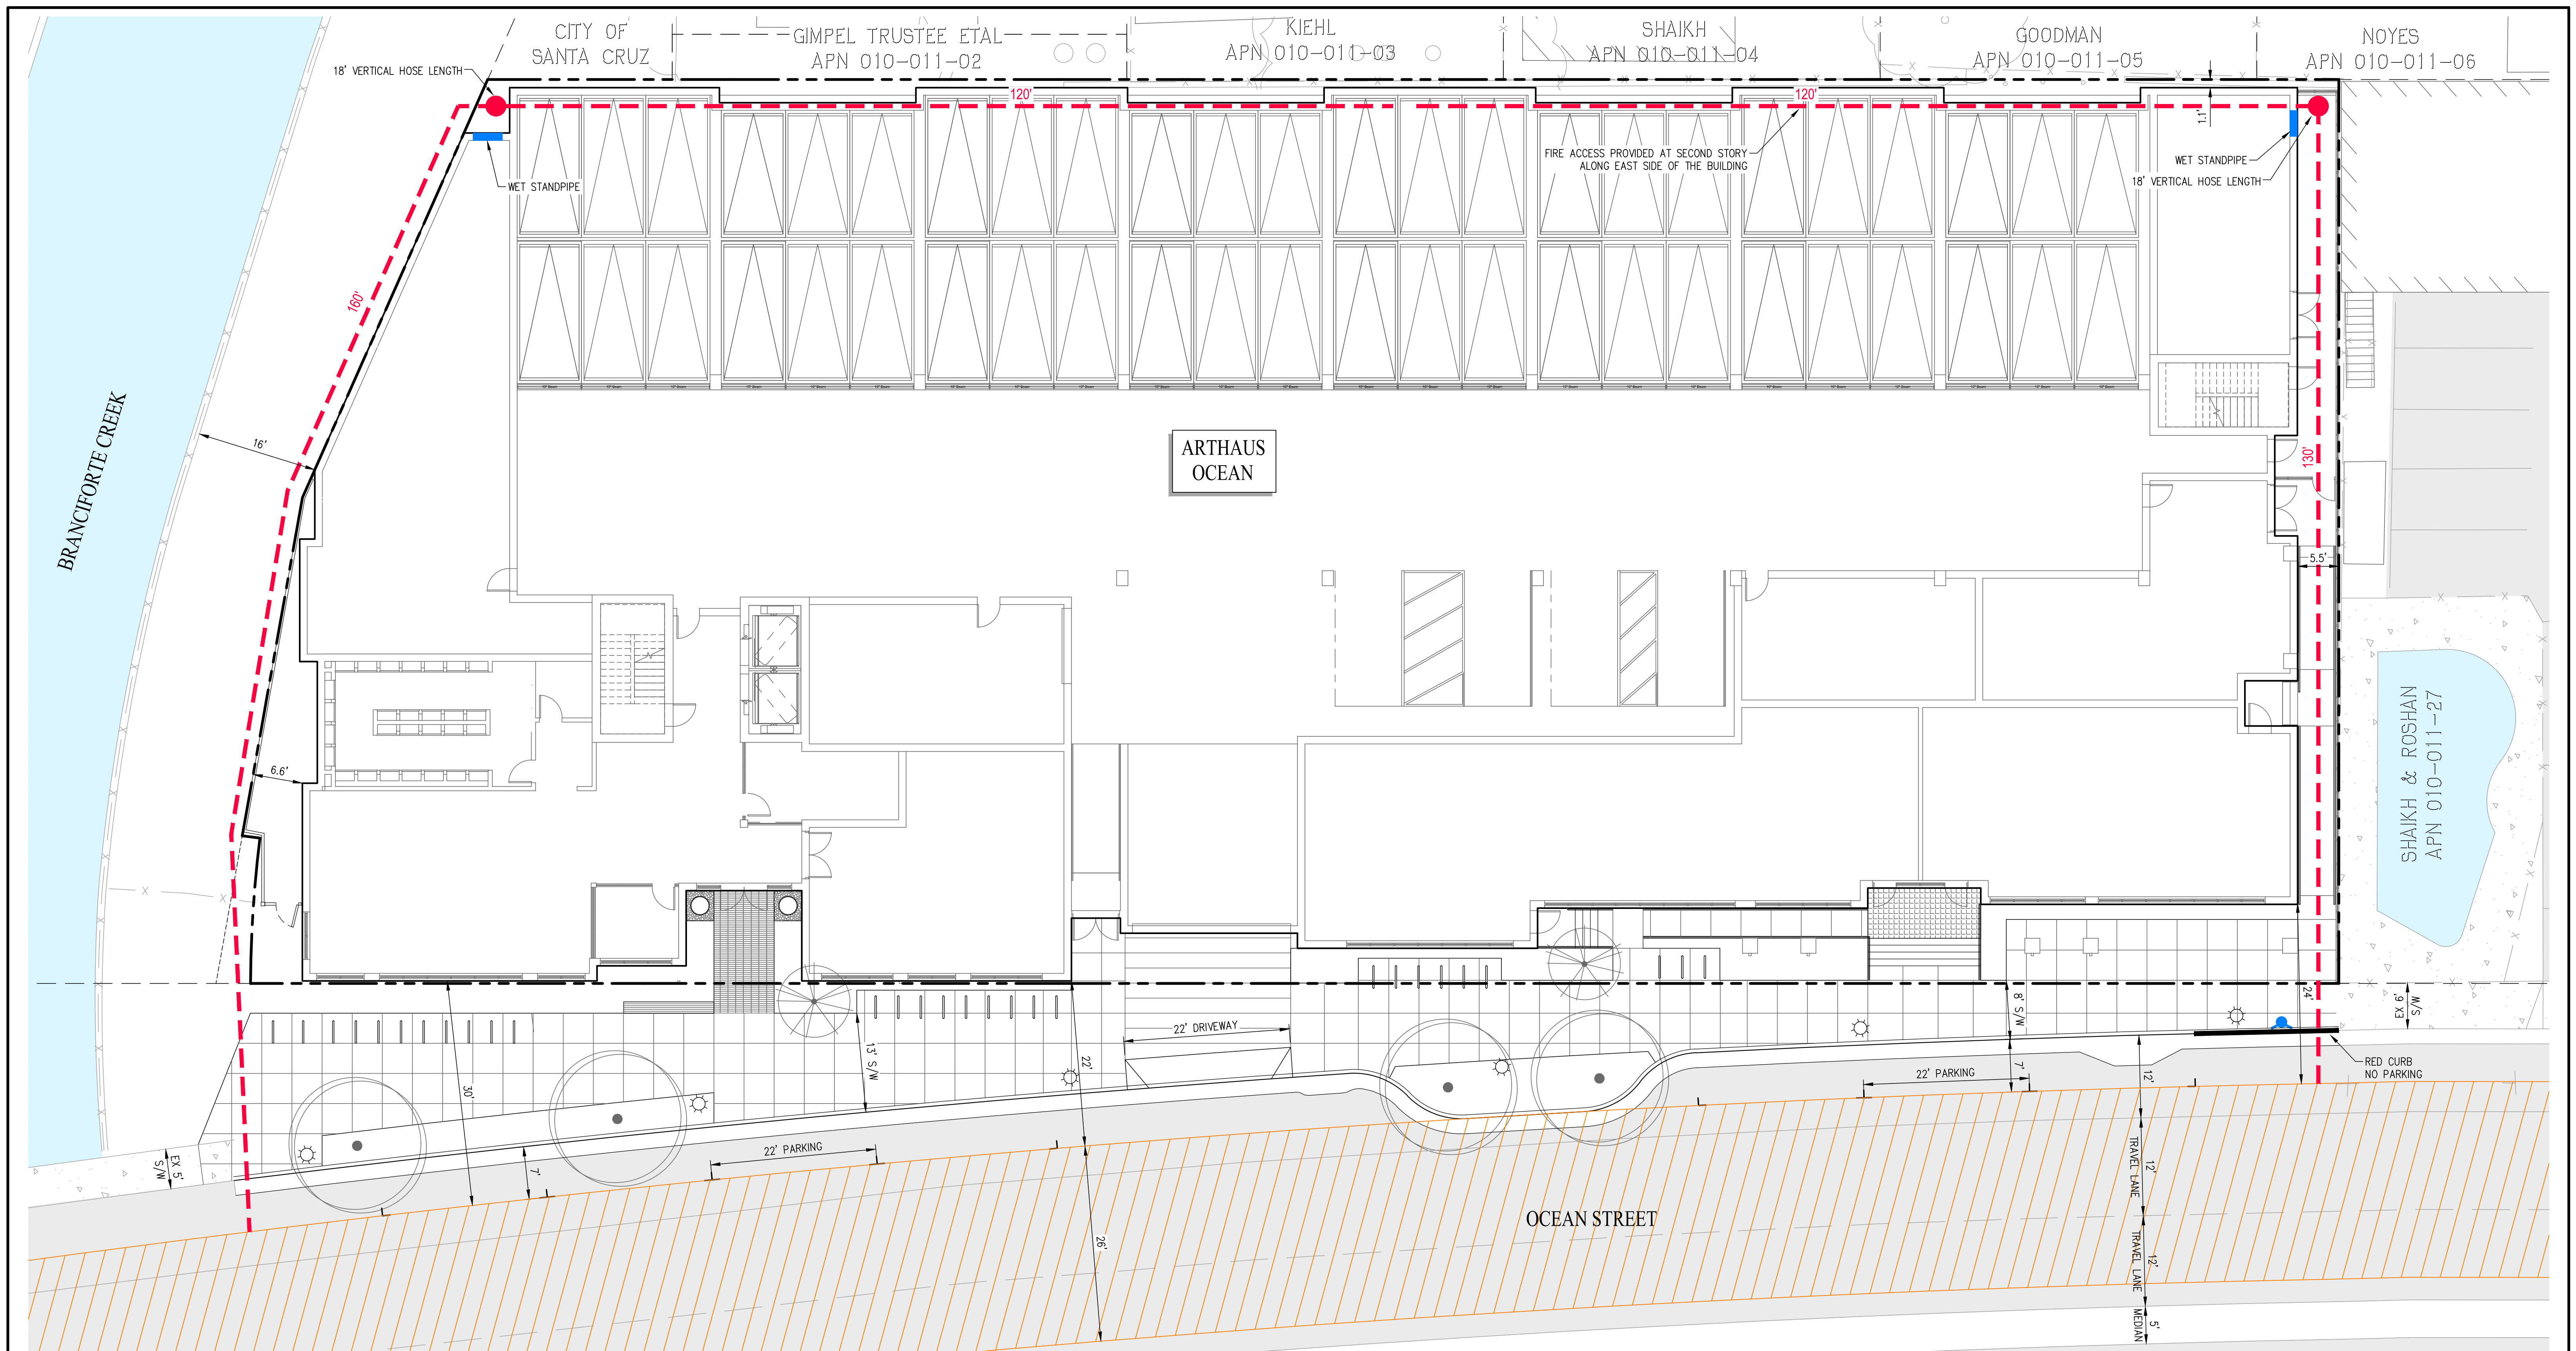 CITY OF
SANTA CRUZ
GIMPEL TRUSTEE ETAL
APN 010-011-02
KIEHL
APN 010-011-03
SHAIKH
APN 010-011-04
GOODMAN
APN 010-011-05
NOYES
APN 010-011-06
18' VERTICAL HOSE LENGTH
120'
120'
1.1'
FIRE ACCESS PROVIDED AT SECOND STORY
ALONG EAST SIDE OF THE BUILDING
WET STANDPIPE
18' VERTICAL HOSE LENGTH
WET STANDPIPE
160'
BRANCIFORTE CREEK
16'
ARTHAUS
OCEAN
130'
5.5'
6.6'
SHAIKH & ROSHAN
APN 010-011-27
24'
8' S/W
EX 6'
S/W
22' DRIVEWAY
13' S/W
22'
30'
7'
12'
RED CURB
NO PARKING
22' PARKING
22' PARKING
7'
EX 5'
S/W
12'
TRAVEL LANE
OCEAN STREET
26'
12'
TRAVEL LANE
5'
MEDIAN